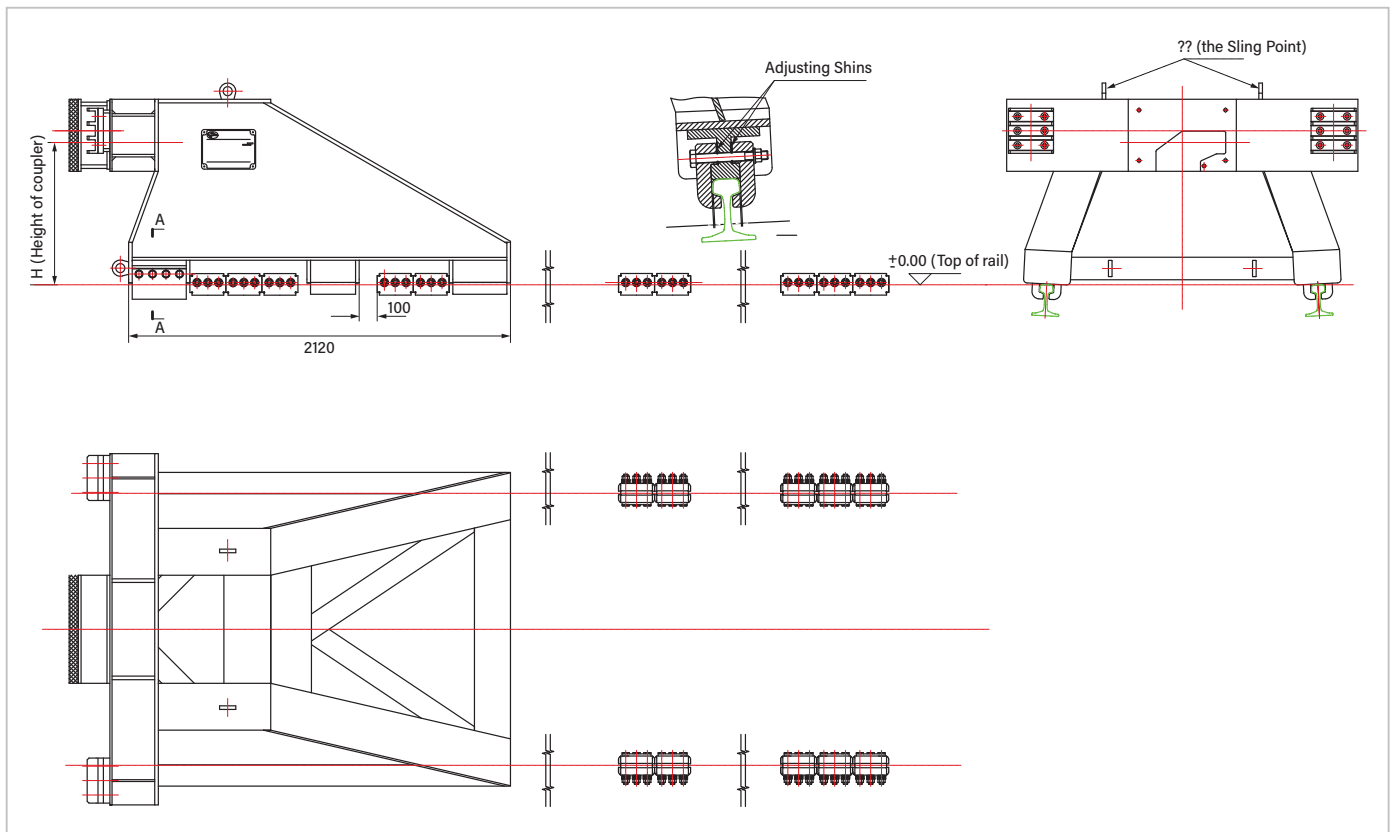 ?? (the Sling Point)
Adjusting Shins
H (Height of coupler)
A
±0.00 (Top of rail)
100
A
2120